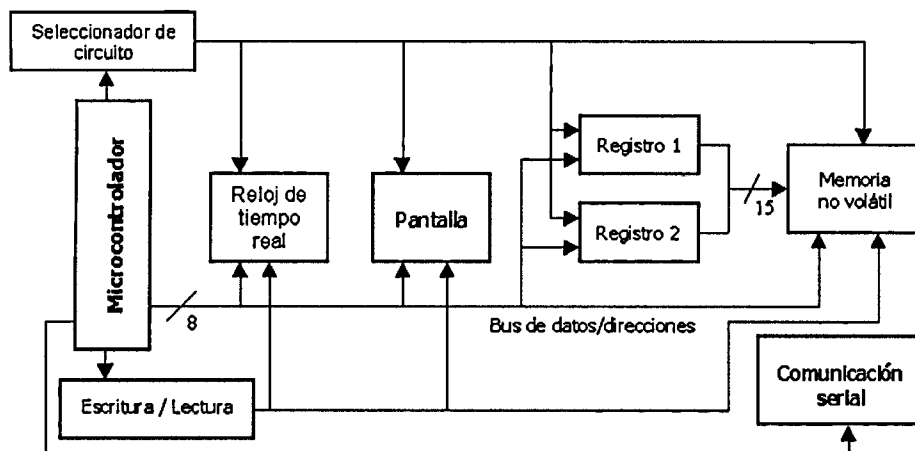 Seleccionador de
circuito
Microcontrolador
Reloj de
tiempo
real
Pantalla
Registro 1
Registro 2
15
Memoria
no volátil
8
Bus de datos/direcciones
Escritura / Lectura
Comunicación
serial